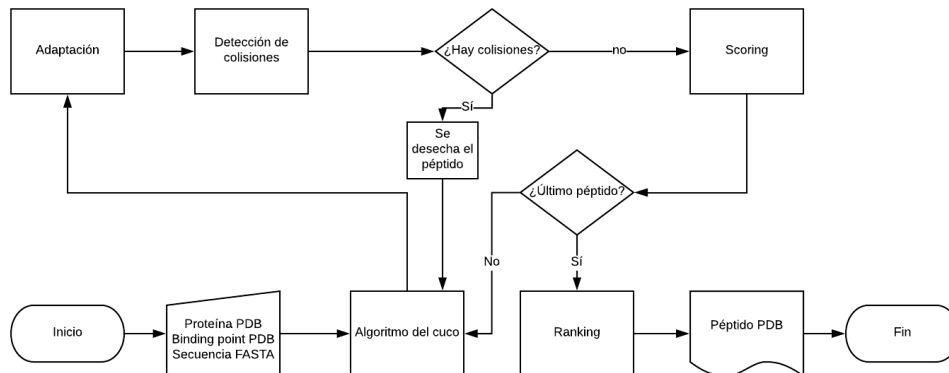 Adaptación
Detección de
colisiones
¿Hay colisiones?
no
Scoring
Sí
Se
desecha el
péptido
¿Último péptido?
No
Sí
Inicio
Proteína PDB
Binding point PDB
Secuencia FASTA
Algoritmo del cuco
Ranking
Péptido PDB
Fin